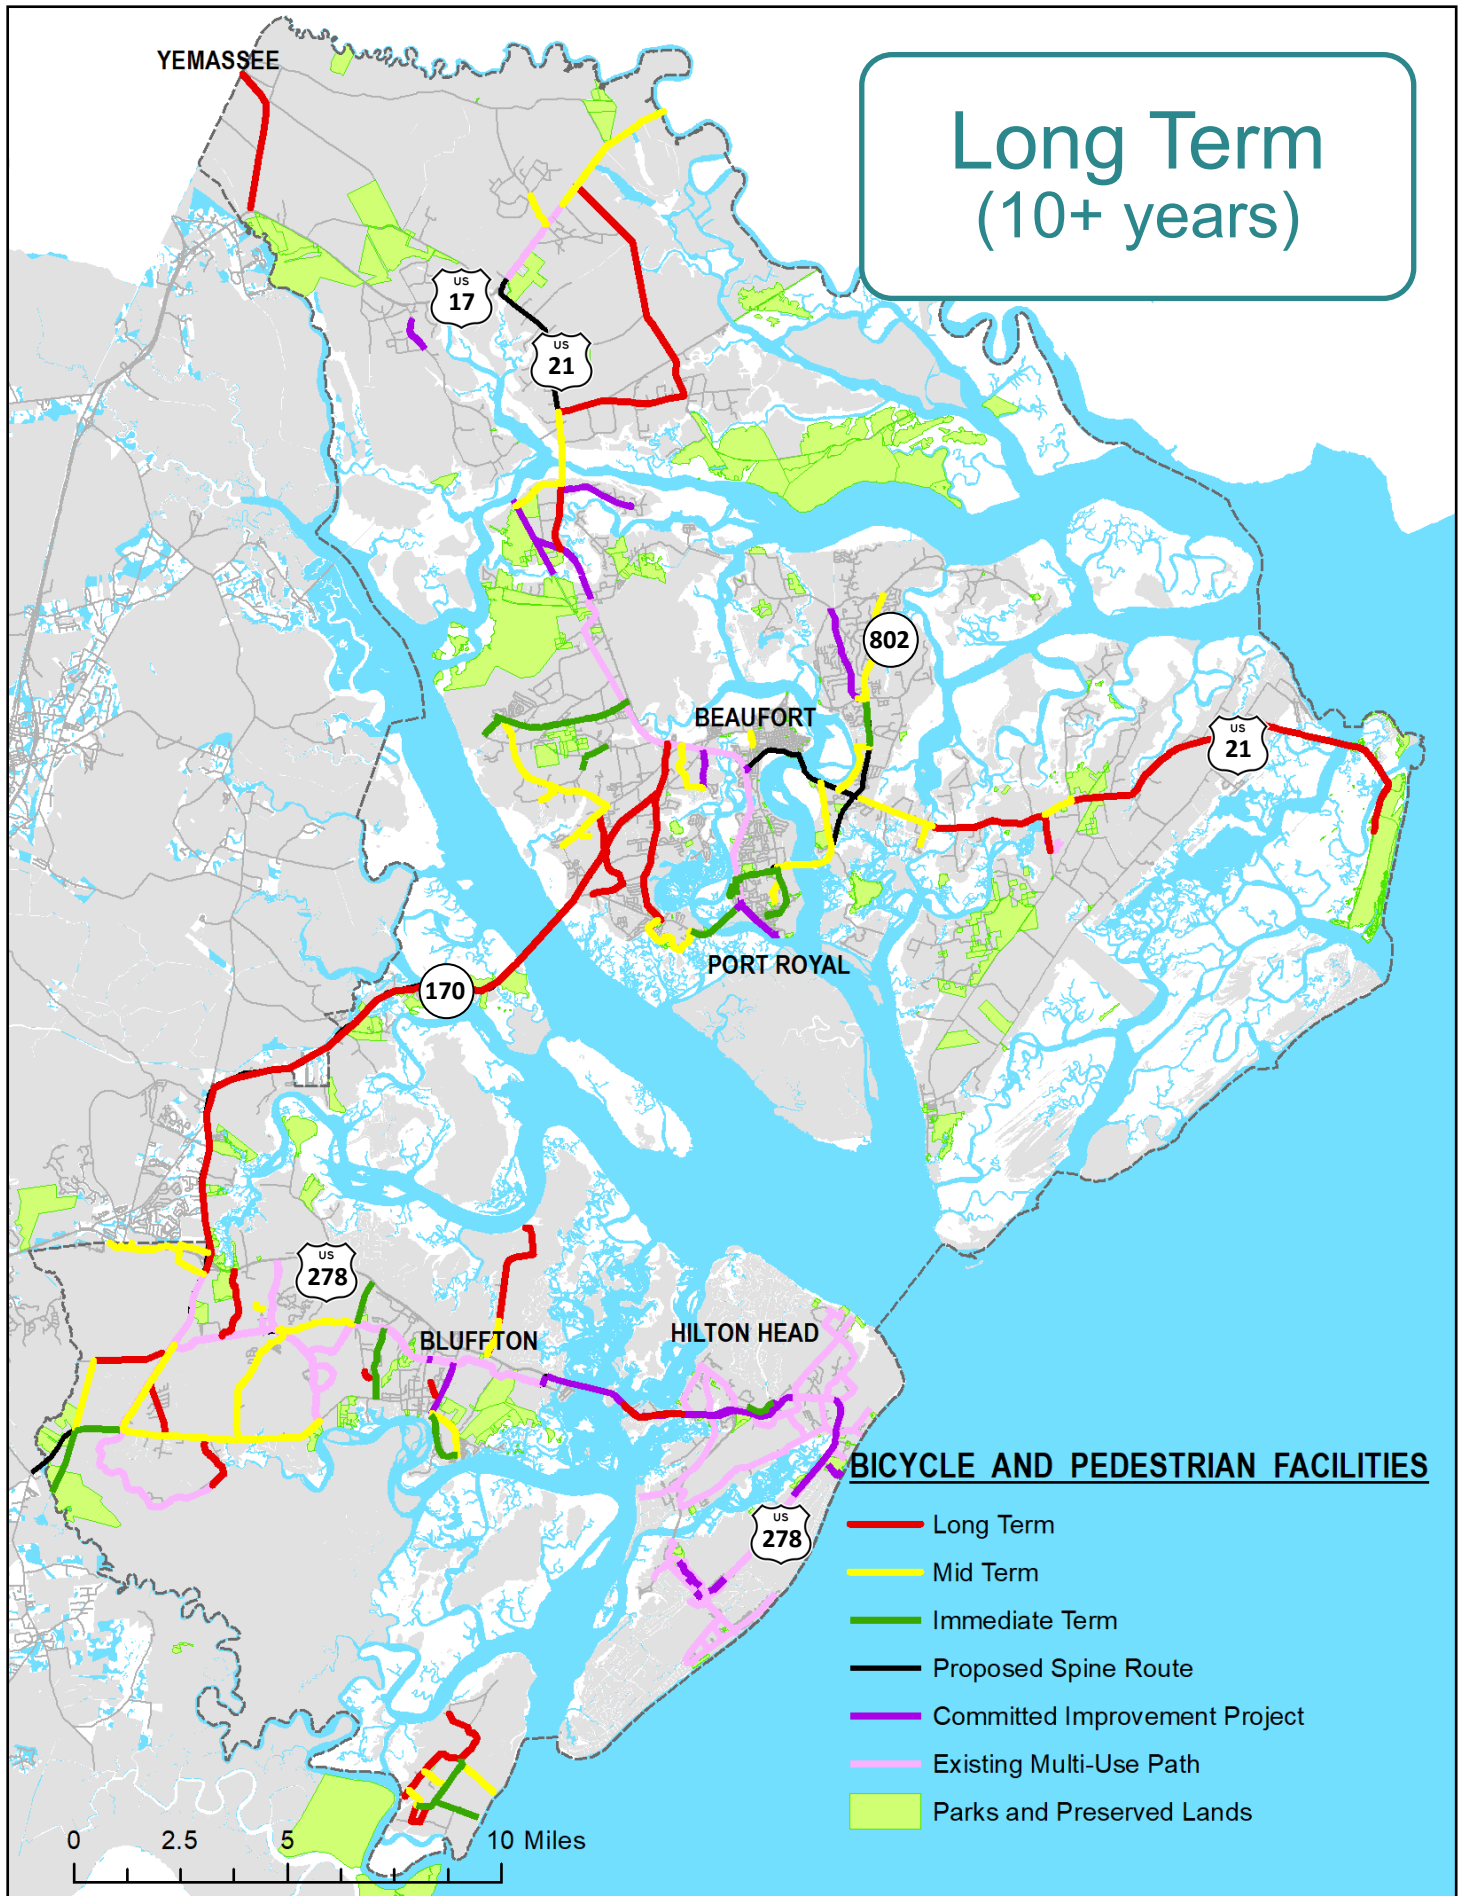 YEMASSEE
Long Term
(10+ years)
US
17
US
21
802
BEAUFORT
US
21
PORT ROYAL
170
US
278
BLUFFTON
HILTON HEAD
US
278
BICYCLE AND PEDESTRIAN FACILITIES
Long Term
Mid Term
Immediate Term
Proposed Spine Route
Committed Improvement Project
Existing Multi-Use Path
Parks and Preserved Lands
0 2.5 5 10 Miles